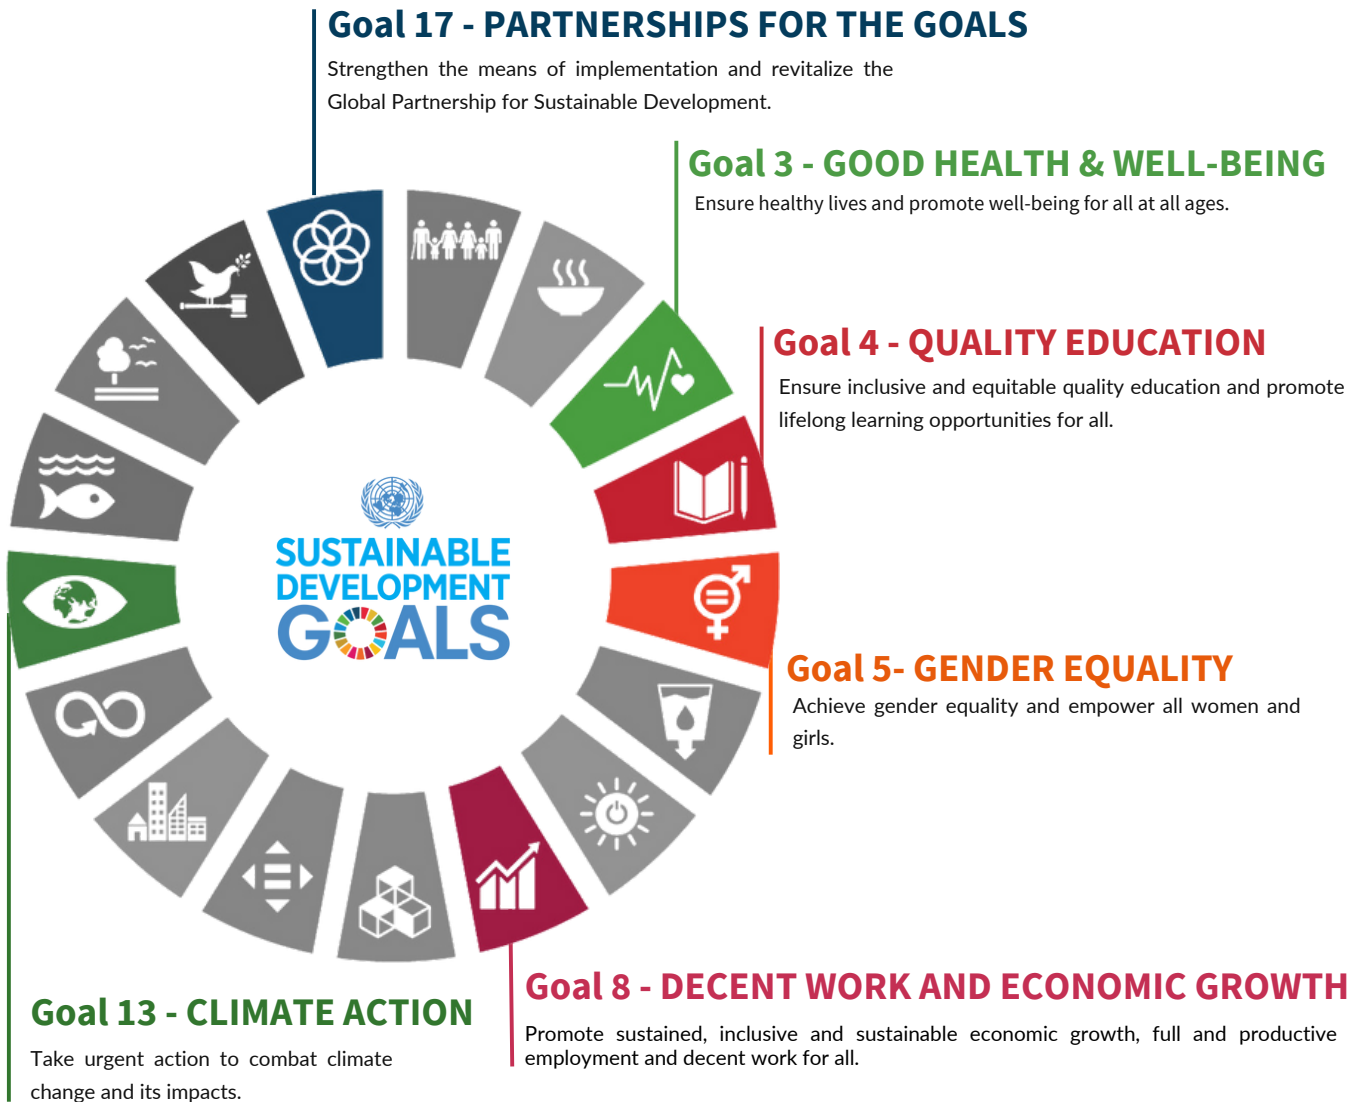 Goal 17 - PARTNERSHIPS FOR THE GOALS
Strengthen the means of implementation and revitalize the
Global Partnership for Sustainable Development.
Goal 3 - GOOD HEALTH & WELL-BEING
Ensure healthy lives and promote well-being for all at all ages.
Goal 4 - QUALITY EDUCATION
Ensure inclusive and equitable quality education and promote
lifelong learning opportunities for all.
SUSTAINABLE
DEVELOPMENT
GOALS
Goal 5- GENDER EQUALITY
Achieve gender equality and empower all women and
girls.
Goal 8 - DECENT WORK AND ECONOMIC GROWTH
Promote sustained, inclusive and sustainable economic growth, full and productive
employment and decent work for all.
Goal 13 - CLIMATE ACTION
Take urgent action to combat climate
change and its impacts.